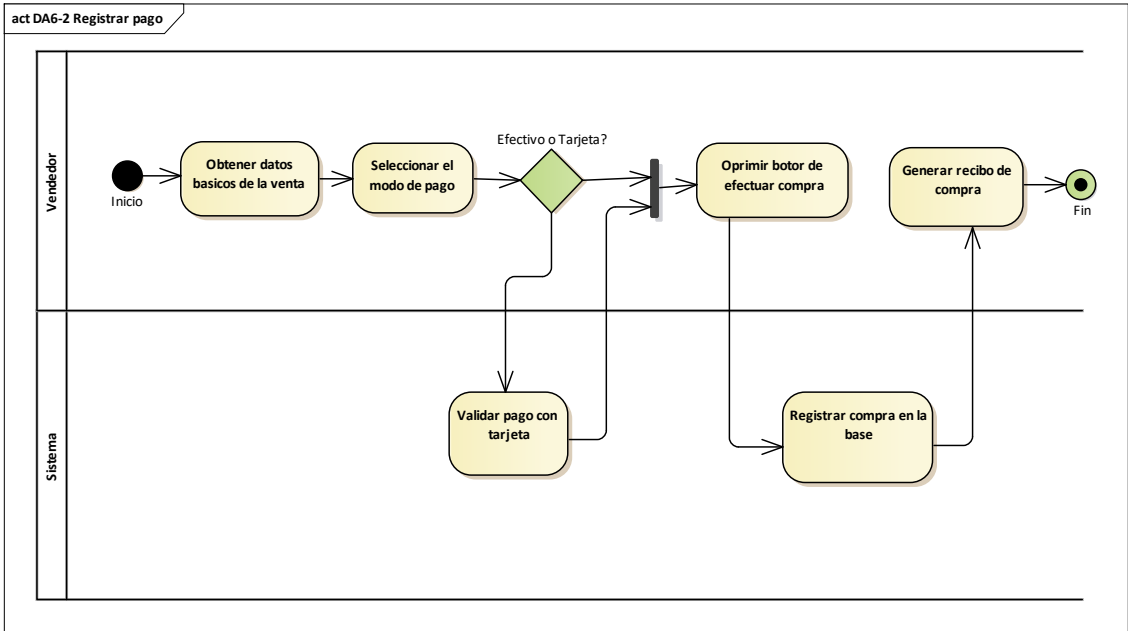 act DA6-2 Registrar pago
Vendedor
Inicio
Obtener datos
basicos de la venta
Seleccionar el
modo de pago
Efectivo o Tarjeta?
Oprimir botor de
efectuar compra
Generar recibo de
compra
Fin
Sistema
Validar pago con
tarjeta
Registrar compra en la
base